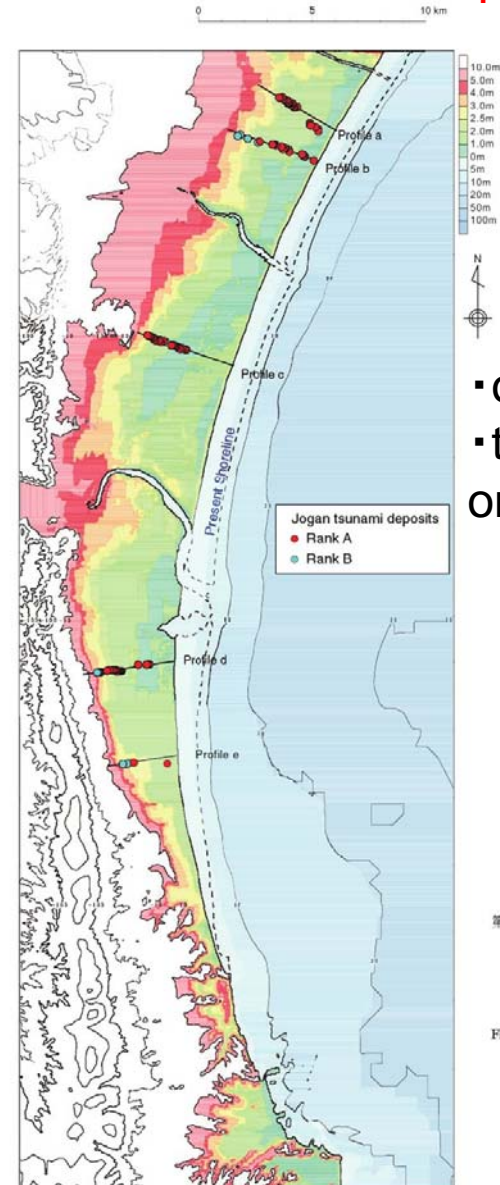 0 5 10 km
10.0m
5.0m
4.0m
3.0m
2.5m
2.0m
1.0m
0m
5m
10m
20m
50m
100m
N
Profile a
Profile b
Profile c
Present Shoreline
Jogan tsunami deposits
Rank A
Rank B
Profile d
Profile e